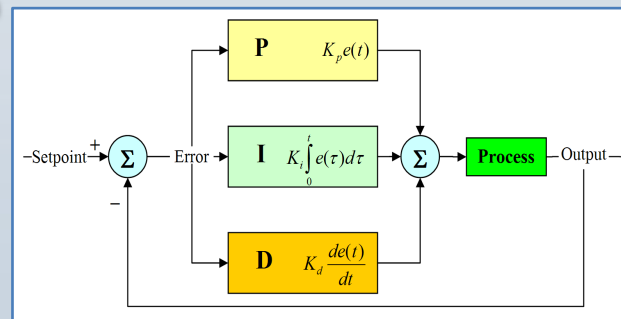 P K_p e(t)
+
Setpoint Σ Error I K_i ∫_0^t e(τ)dτ Σ Process Output
−
D K_d de(t)/dt